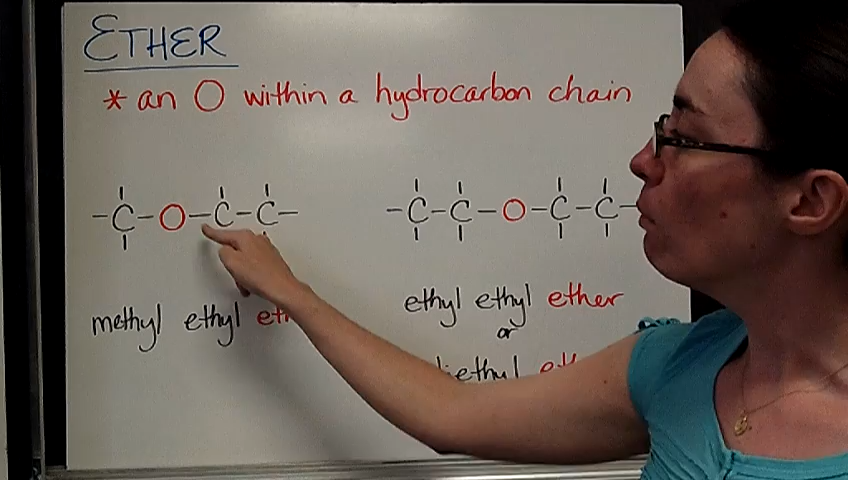 ETHER
* an O within a hydrocarbon chain
-C-O-C-C-
-C-C-O-C-C-
methyl ethyl
ethyl ethyl ether
or